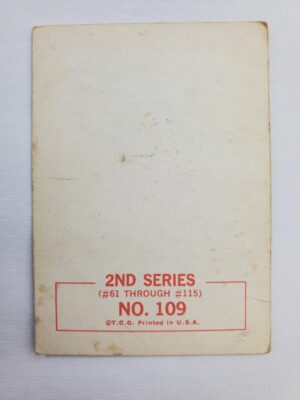 2ND SERIES
(#61 THROUGH #115)
NO. 109
©T.C.G. Printed in U.S.A.